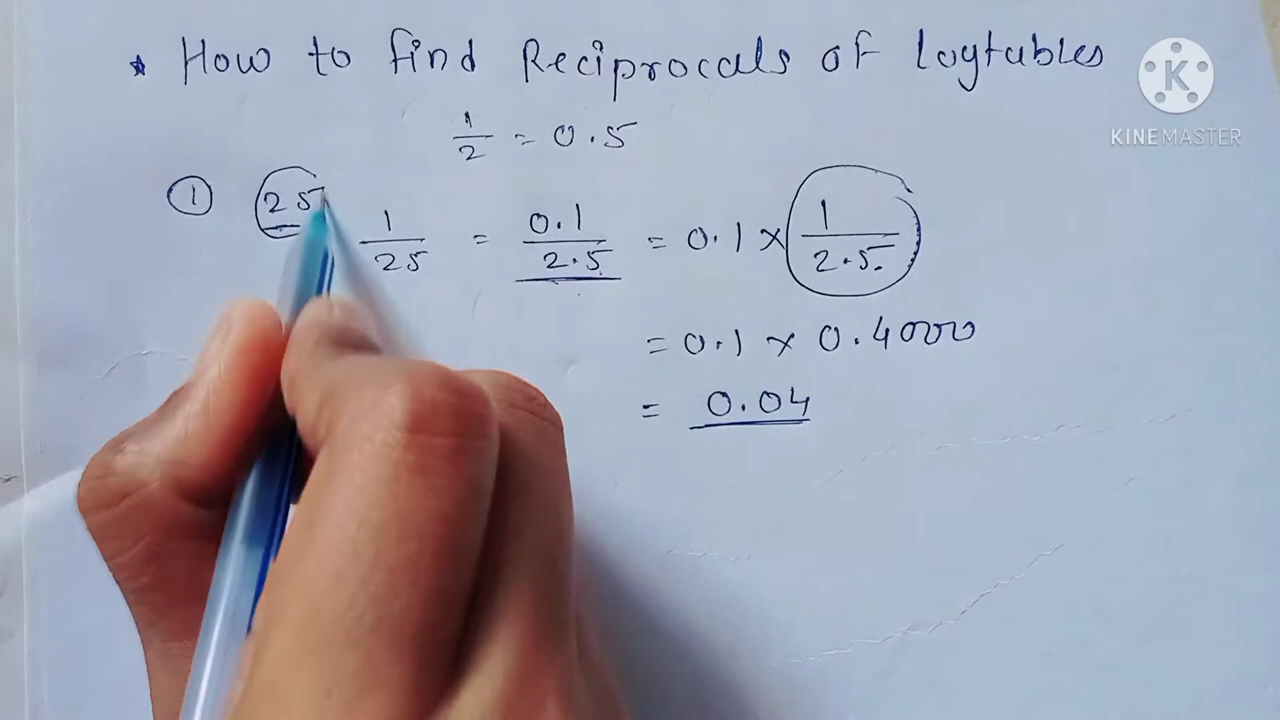 * How to find Reciprocals of logtables
1/2 = 0.5
① 25 1/25 = 0.1/2.5 = 0.1 × 1/2.5
= 0.1 × 0.4000
= 0.04
K
KINEMASTER